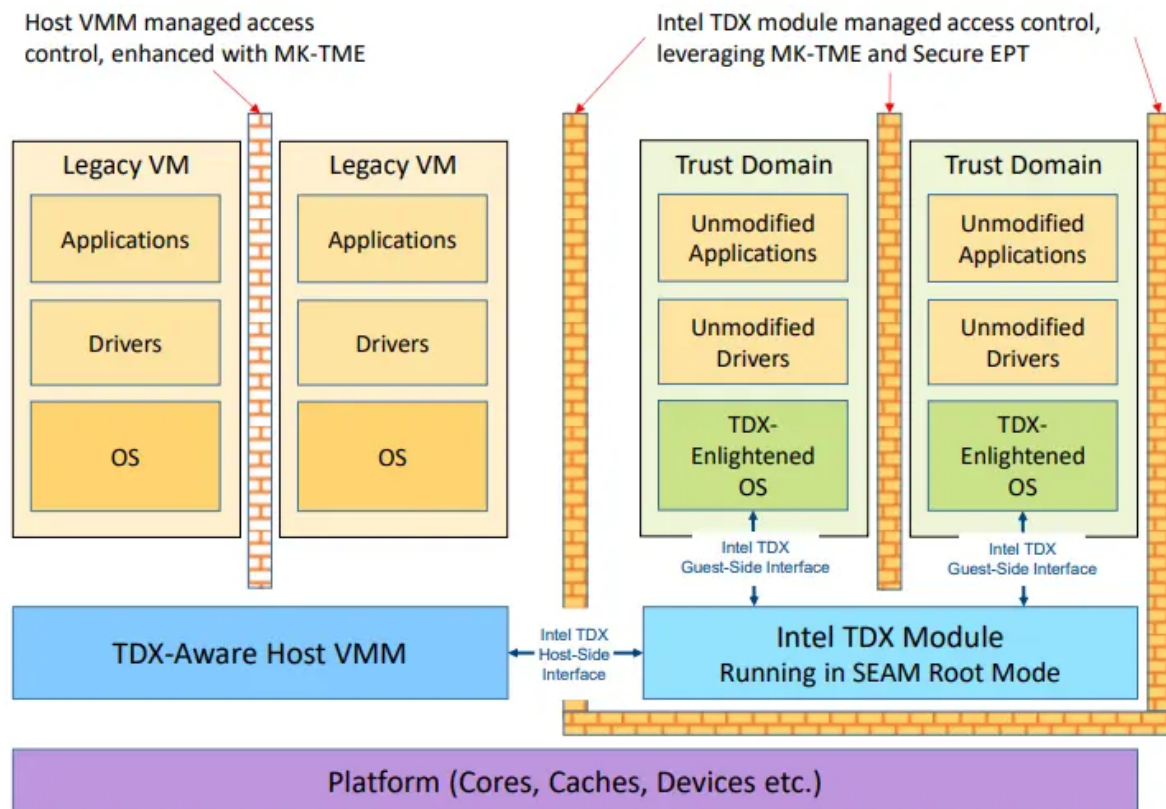 Host VMM managed access
control, enhanced with MK-TME
Intel TDX module managed access control,
leveraging MK-TME and Secure EPT
Legacy VM
Applications
Drivers
OS
Legacy VM
Applications
Drivers
OS
Trust Domain
Unmodified
Applications
Unmodified
Drivers
TDX-
Enlightened
OS
Trust Domain
Unmodified
Applications
Unmodified
Drivers
TDX-
Enlightened
OS
Intel TDX
Guest-Side Interface
Intel TDX
Guest-Side Interface
TDX-Aware Host VMM
Intel TDX
Host-Side
Interface
Intel TDX Module
Running in SEAM Root Mode
Platform (Cores, Caches, Devices etc.)